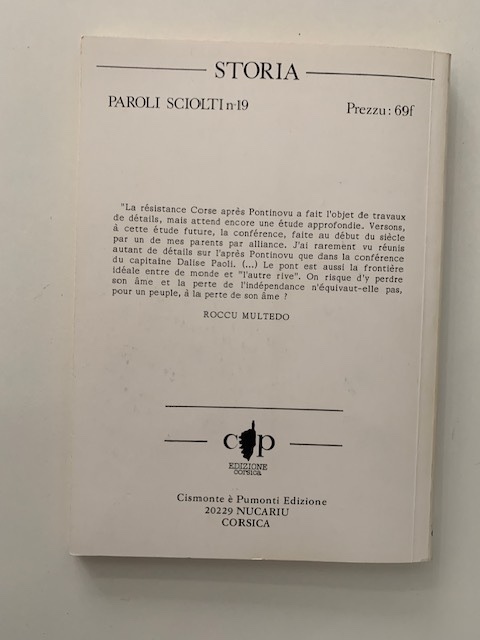 STORIA
PAROLI SCIOLTI n°19 Prezzu : 69f
"La résistance Corse après Pontinovu a fait l'objet de travaux
de détails, mais attend encore une étude approfondie. Versons,
à cette étude future, la conférence, faite au début du siècle
par un de mes parents par alliance. J'ai rarement vu réunis
autant de détails sur l'après Pontinovu que dans la conférence
du capitaine Dalise Paoli. (...) Le pont est aussi la frontière
idéale entre de monde et "l'autre rive". On risque d'y perdre
son âme et la perte de l'indépendance n'équivaut-elle pas,
pour un peuple, à la perte de son âme ?
ROCCU MULTEDO
c p
EDIZIONE
CORSICA
Cismonte è Pumonti Edizione
20229 NUCARIU
CORSICA